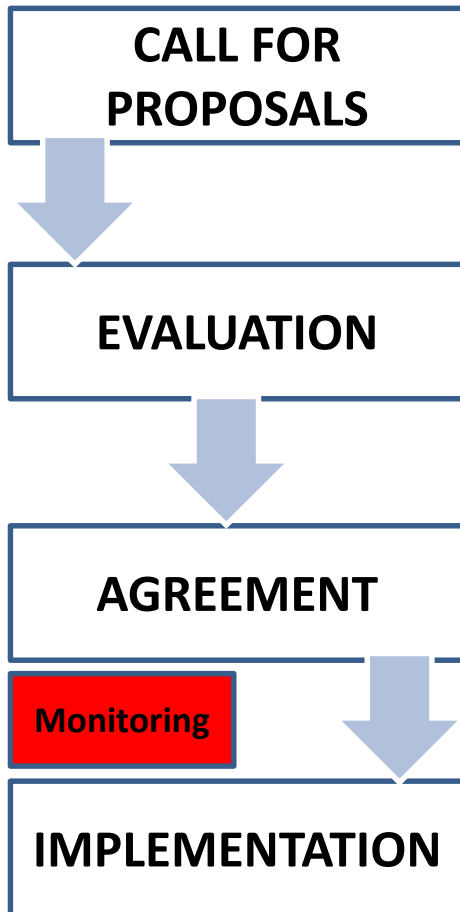 CALL FOR
PROPOSALS
EVALUATION
AGREEMENT
Monitoring
IMPLEMENTATION